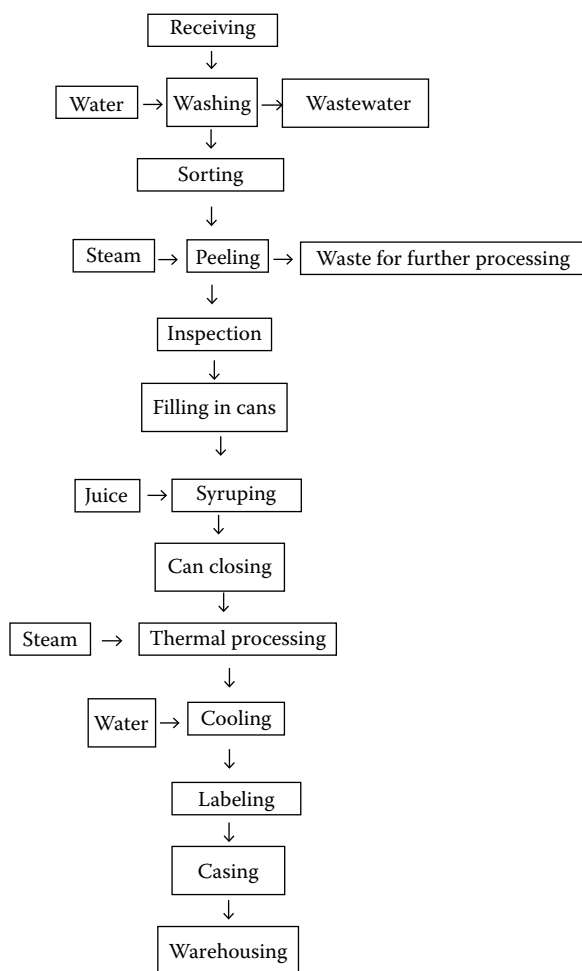 Receiving
Water
Washing
Wastewater
Sorting
Steam
Peeling
Waste for further processing
Inspection
Filling in cans
Juice
Syruping
Can closing
Steam
Thermal processing
Water
Cooling
Labeling
Casing
Warehousing